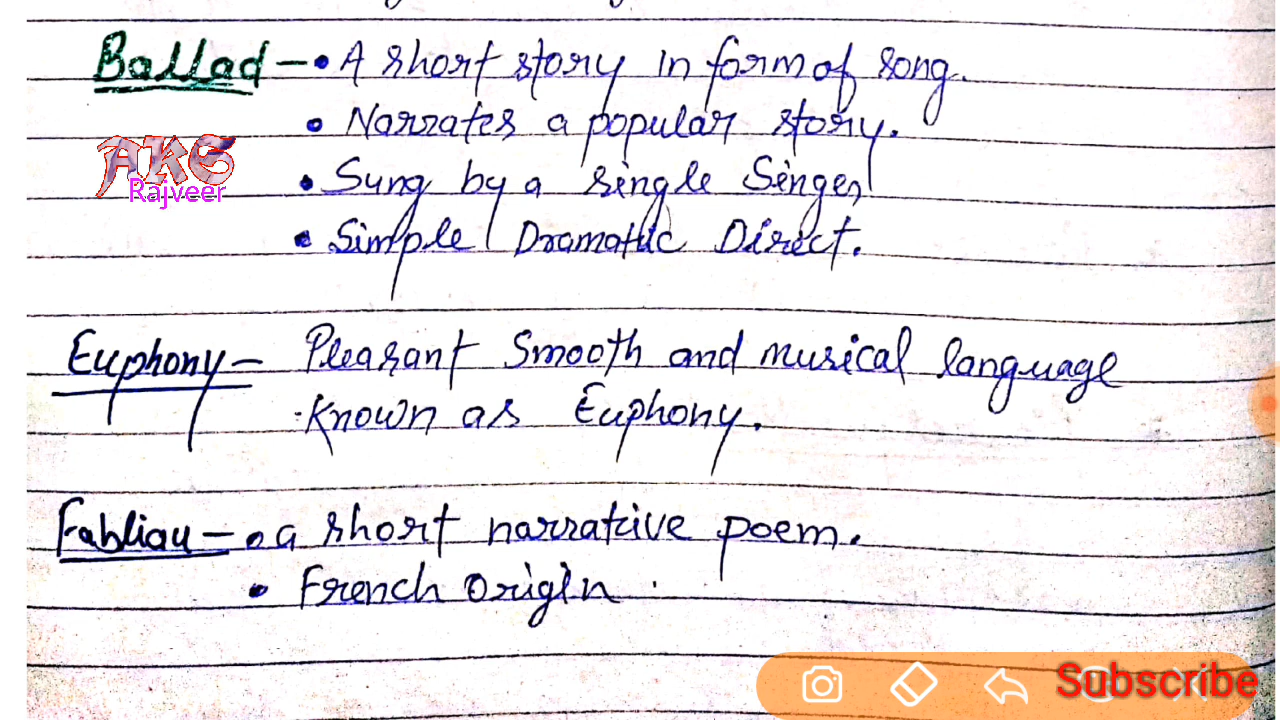 Ballad - • A short story in form of song.
• Narrates a popular story.
AKG
Rajveer
• Sung by a single Singer
• Simple Dramatic Direct.
Euphony - Pleasant Smooth and musical language
known as Euphony.
Fabliau - • a short narrative poem.
• French Origin
Subscribe